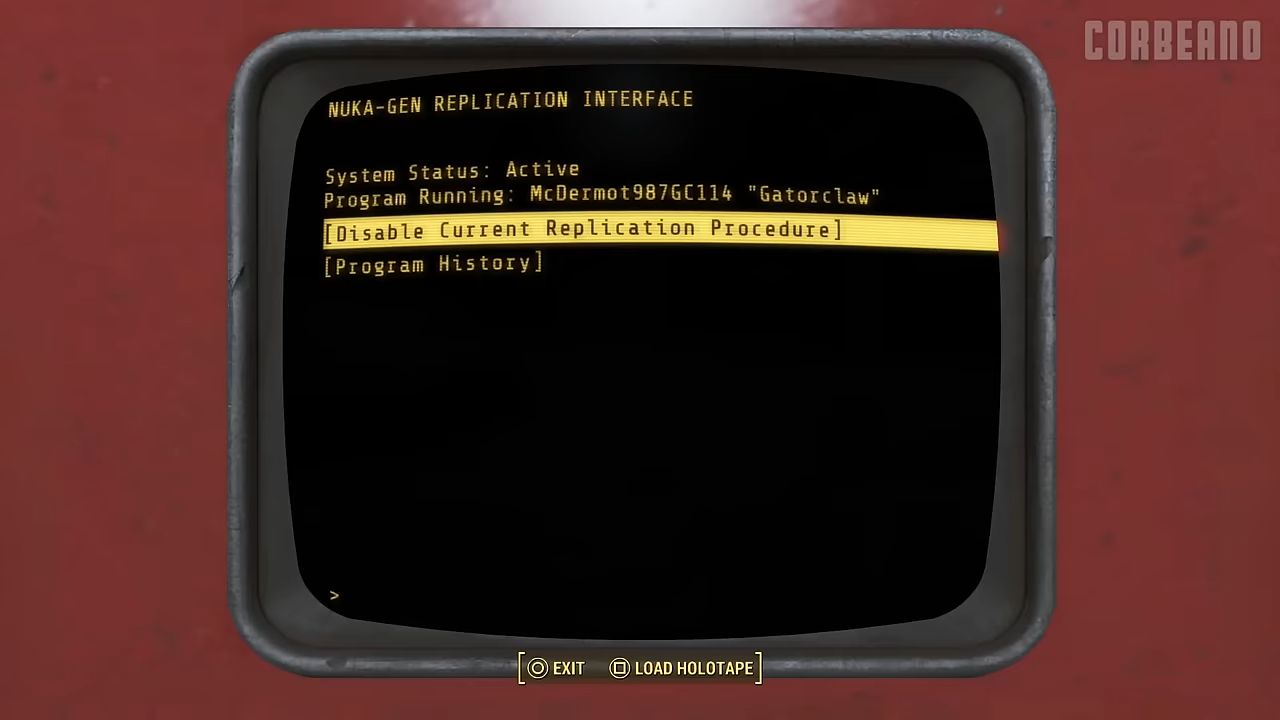 CORBEANO
NUKA-GEN REPLICATION INTERFACE
System Status: Active
Program Running: McDermot987GC114 "Gatorclaw"
[Disable Current Replication Procedure]
[Program History]
>
[ EXIT LOAD HOLOTAPE ]